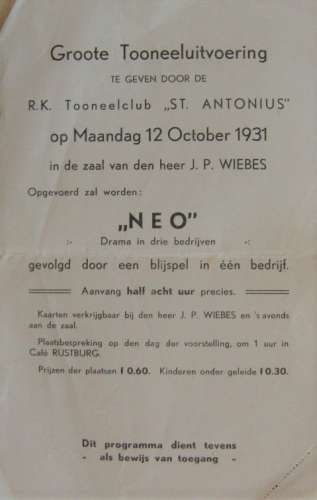 Groote Tooneeluitvoering
TE GEVEN DOOR DE
R.K. Tooneelclub „ST. ANTONIUS"
op Maandag 12 October 1931
in de zaal van den heer J. P. WIEBES
Opgevoerd zal worden:
„NEO"
:- Drama in drie bedrijven -:
gevolgd door een blijspel in één bedrijf.
Aanvang half acht uur precies.
Kaarten verkrijgbaar bij den heer J. P. WIEBES en 's avonds
aan de zaal.
Plaatsbespreking op den dag der voorstelling, om 1 uur in
Café RUSTBURG.
Prijzen der plaatsen f 0.60. Kinderen onder geleide f 0.30.
Dit programma dient tevens
- als bewijs van toegang -